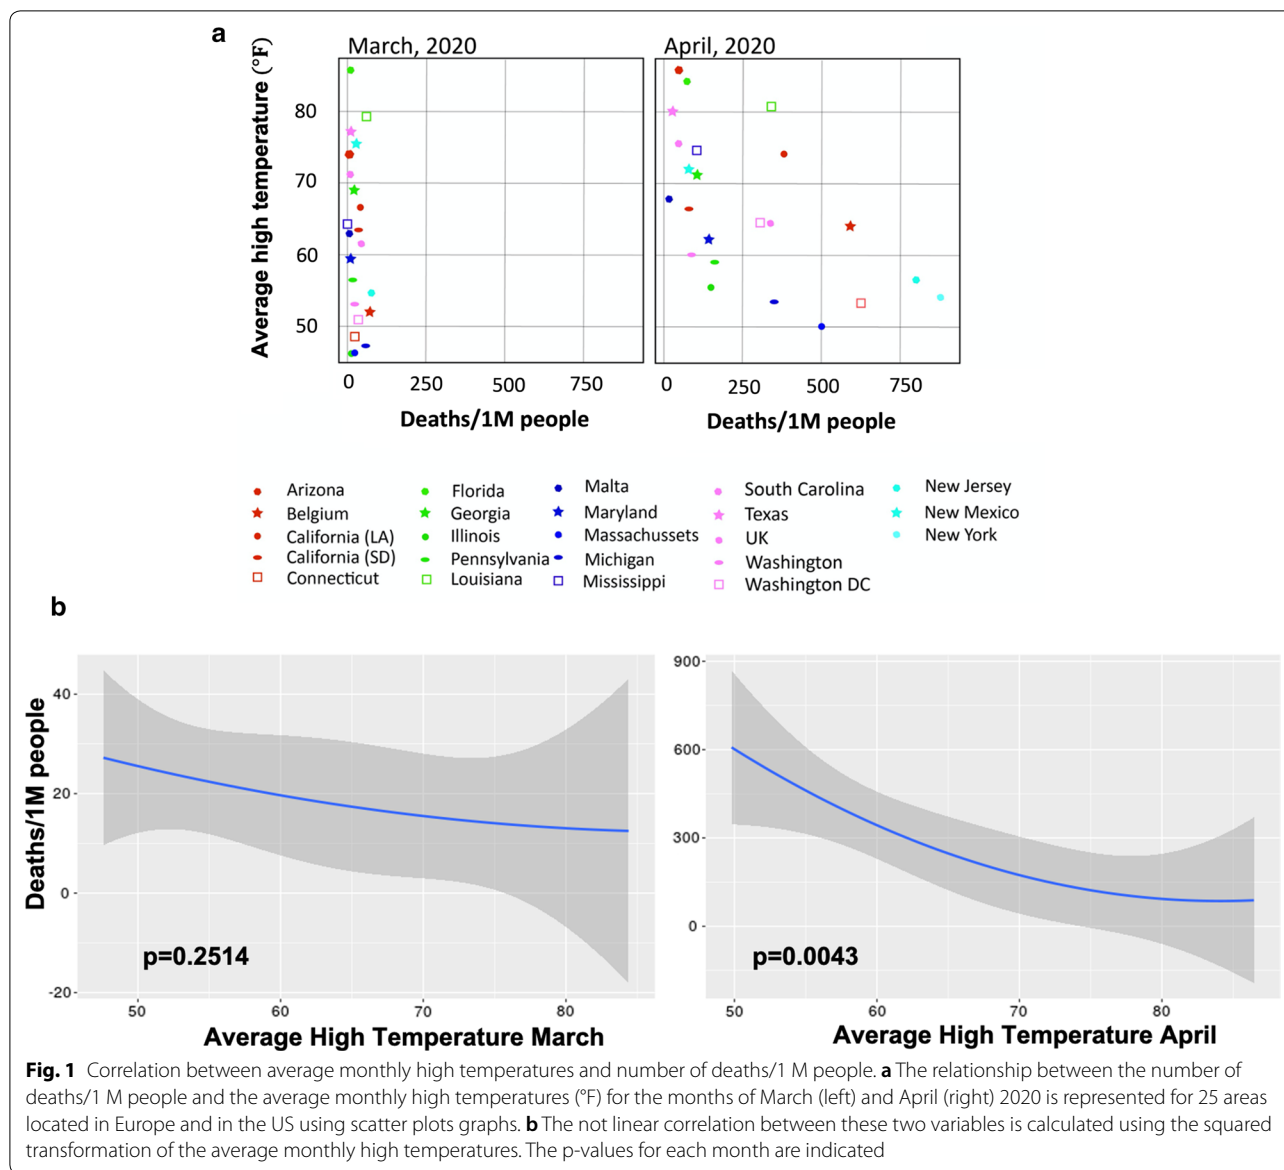 a
March, 2020
April, 2020
Average high temperature (°F)
80
70
60
50
0 250 500 750
0 250 500 750
Deaths/1M people
Deaths/1M people
Arizona
Belgium
California (LA)
California (SD)
Connecticut
Florida
Georgia
Illinois
Pennsylvania
Louisiana
Malta
Maryland
Massachussets
Michigan
Mississippi
South Carolina
Texas
UK
Washington
Washington DC
New Jersey
New Mexico
New York
b
Deaths/1M people
40
20
0
-20
p=0.2514
50 60 70 80
Average High Temperature March
900
600
300
0
p=0.0043
50 60 70 80
Average High Temperature April
Fig. 1 Correlation between average monthly high temperatures and number of deaths/1 M people. a The relationship between the number of
deaths/1 M people and the average monthly high temperatures (°F) for the months of March (left) and April (right) 2020 is represented for 25 areas
located in Europe and in the US using scatter plots graphs. b The not linear correlation between these two variables is calculated using the squared
transformation of the average monthly high temperatures. The p-values for each month are indicated